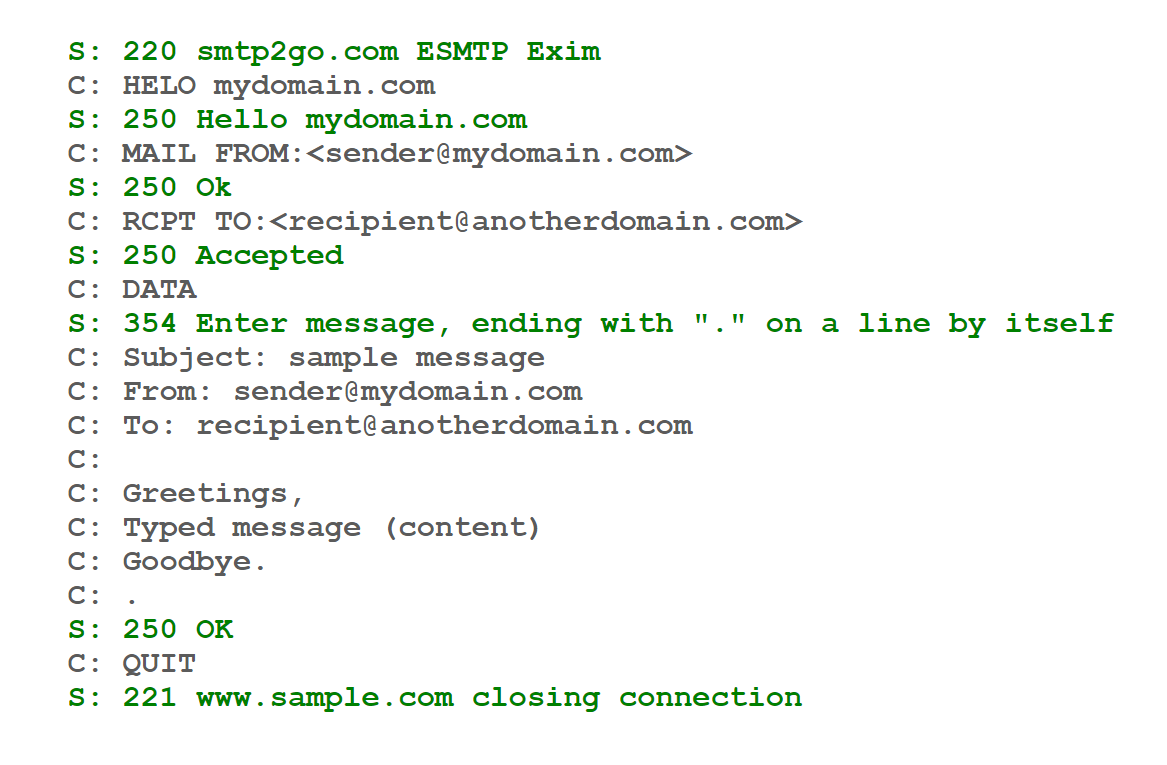 S: 220 smtp2go.com ESMTP Exim
C: HELO mydomain.com
S: 250 Hello mydomain.com
C: MAIL FROM:<sender@mydomain.com>
S: 250 Ok
C: RCPT TO:<recipient@anotherdomain.com>
S: 250 Accepted
C: DATA
S: 354 Enter message, ending with "." on a line by itself
C: Subject: sample message
C: From: sender@mydomain.com
C: To: recipient@anotherdomain.com
C:
C: Greetings,
C: Typed message (content)
C: Goodbye.
C: .
S: 250 OK
C: QUIT
S: 221 www.sample.com closing connection